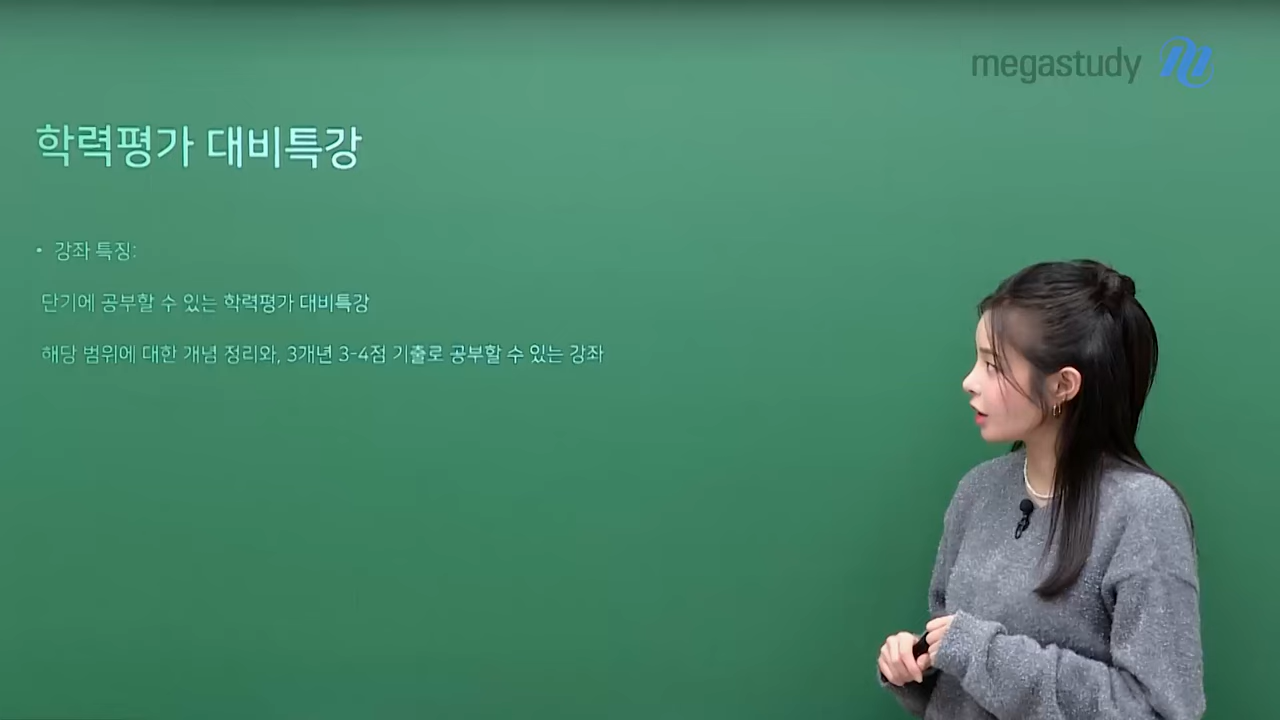 megastudy
학력평가 대비특강
• 강좌 특징:
단기에 공부할 수 있는 학력평가 대비특강
해당 범위에 대한 개념 정리와, 3개년 3-4점 기출로 공부할 수 있는 강좌